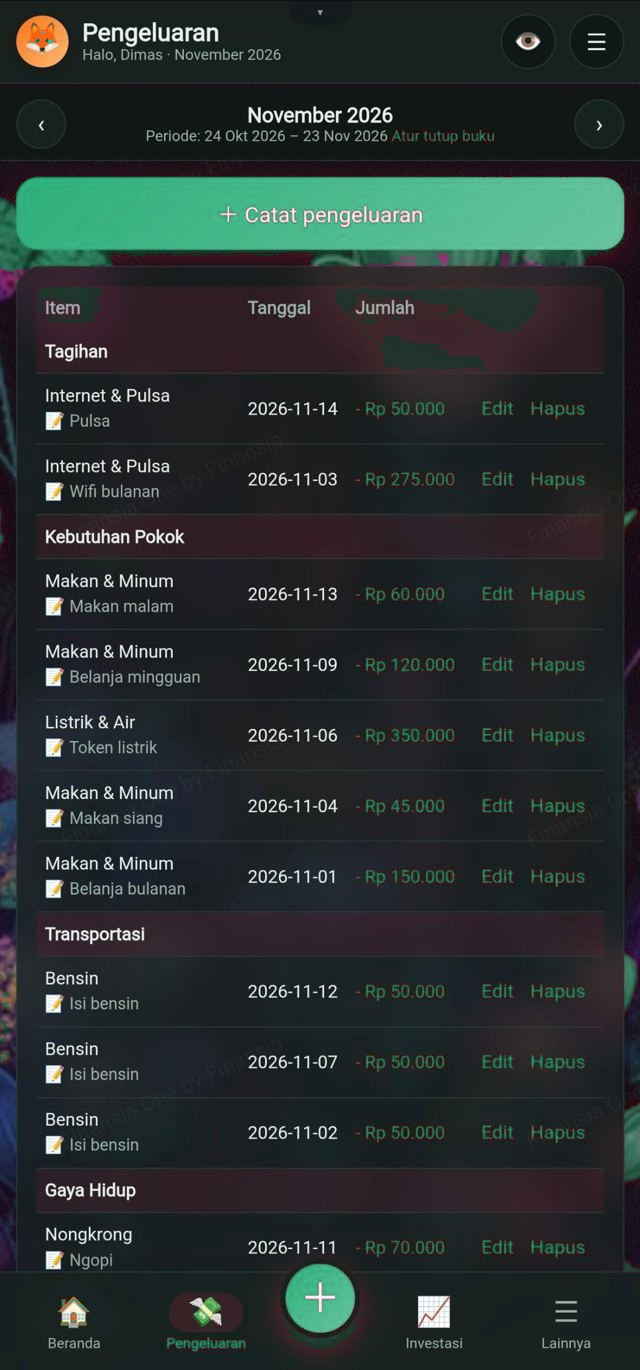 Pengeluaran
Halo, Dimas · November 2026
November 2026
Periode: 24 Okt 2026 – 23 Nov 2026 Atur tutup buku
+ Catat pengeluaran
Item Tanggal Jumlah
Tagihan
Internet & Pulsa
Pulsa
2026-11-14 - Rp 50.000 Edit Hapus
Internet & Pulsa
Wifi bulanan
2026-11-03 - Rp 275.000 Edit Hapus
Kebutuhan Pokok
Makan & Minum
Makan malam
2026-11-13 - Rp 60.000 Edit Hapus
Makan & Minum
Belanja mingguan
2026-11-09 - Rp 120.000 Edit Hapus
Listrik & Air
Token listrik
2026-11-06 - Rp 350.000 Edit Hapus
Makan & Minum
Makan siang
2026-11-04 - Rp 45.000 Edit Hapus
Makan & Minum
Belanja bulanan
2026-11-01 - Rp 150.000 Edit Hapus
Transportasi
Bensin
Isi bensin
2026-11-12 - Rp 50.000 Edit Hapus
Bensin
Isi bensin
2026-11-07 - Rp 50.000 Edit Hapus
Bensin
Isi bensin
2026-11-02 - Rp 50.000 Edit Hapus
Gaya Hidup
Nongkrong
Ngopi
2026-11-11 - Rp 70.000 Edit Hapus
Beranda
Pengeluaran
+
Investasi
Lainnya
Finansia One by Finansia